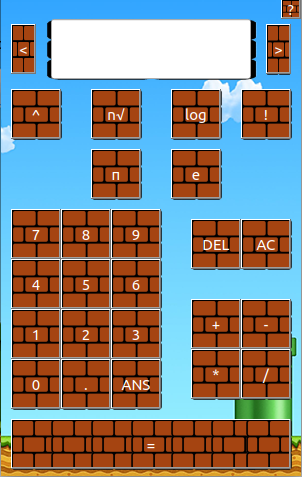 ?
< >
^ n√ log !
π e
7 8 9
DEL AC
4 5 6
1 2 3
+ -
0 . ANS
* /
=